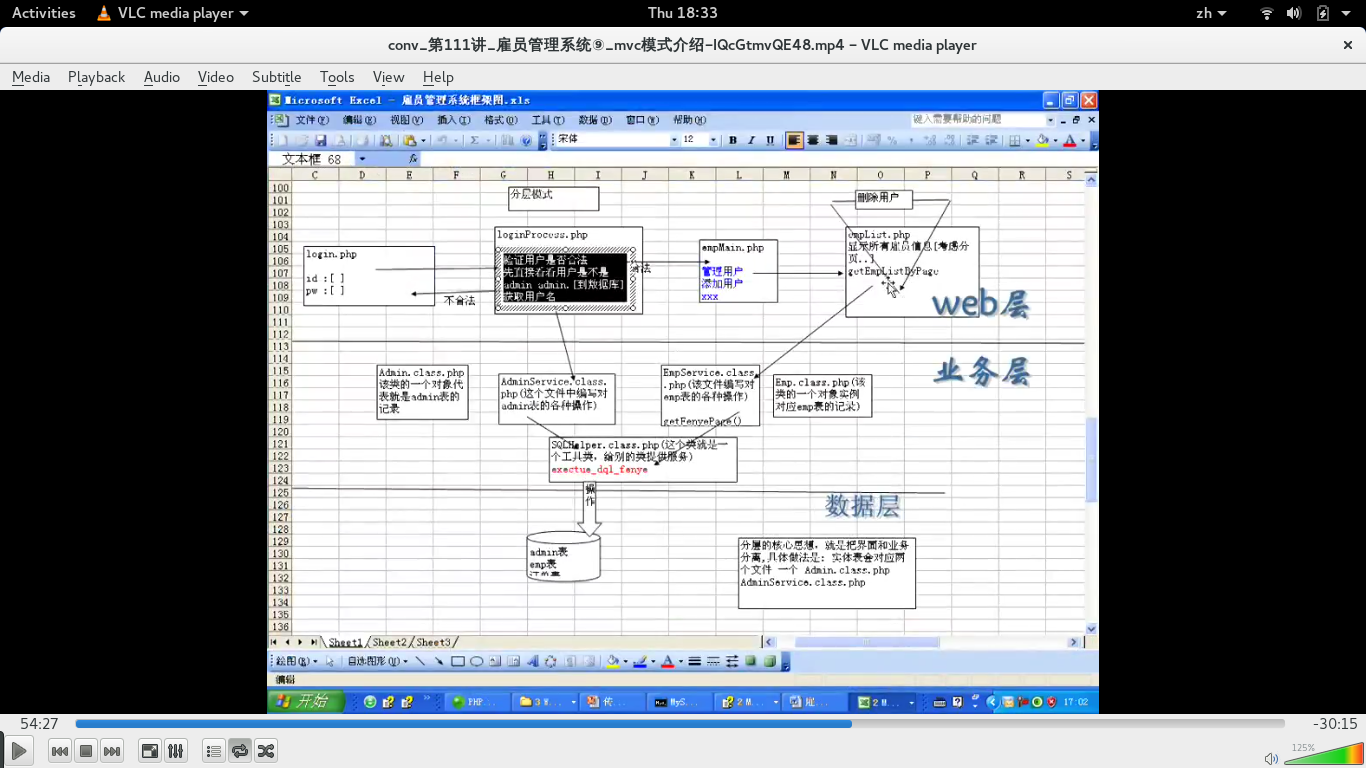 Activities VLC media player Thu 18:33 zh
conv_第111讲_雇员管理系统⑨_mvc模式介绍-IQcGtmvQE48.mp4 – VLC media player
Media Playback Audio Video Subtitle Tools View Help
Microsoft Excel - 雇员管理系统框架图.xls
文件(F) 编辑(E) 视图(V) 插入(I) 格式(O) 工具(T) 数据(D) 窗口(W) 帮助(H) 键入需要帮助的问题
宋体 12 B I U
文本框 68 fx
C D E F G H I J K L M N O P Q R S
100
101
102
103
104
105
106
107
108
109
110
111
112
113
114
115
116
117
118
119
120
121
122
123
124
125
126
127
128
129
130
131
132
133
134
135
136
分层模式
删除用户
login.php
id :[ ]
pw :[ ]
不合法
loginProcess.php
验证用户是否合法
先直接看看用户是不是
admin admin.[到数据库]
获取用户名
empMain.php
管理用户
添加用户
xxx
empList.php
显示所有雇员信息[考虑分
页..]
getEmpListByPage
web层
业务层
Admin.class.php
该类的一个对象代
表就是admin表的
记录
AdminService.class.
php(这个文件中编写对
admin表的各种操作)
EmpService.class
.php(该文件编写对
emp表的各种操作)
getFenyePage()
Emp.class.php(该
类的一个对象实例
对应emp表的记录)
SQLHelper.class.php(这个类就是一
个工具类，给别的类提供服务)
exectue_dql_fenye
操
作
数据层
admin表
emp表
分层的核心思想，就是把界面和业务
分离,具体做法是: 实体表会对应两
个文件 一个 Admin.class.php
AdminService.class.php
Sheet1 Sheet2 Sheet3
绘图(R) 自选图形(U)
编辑
开始 PHP... 3 W... MyS... 2 M... 2 M... 17:02
54:27 -30:15
125%